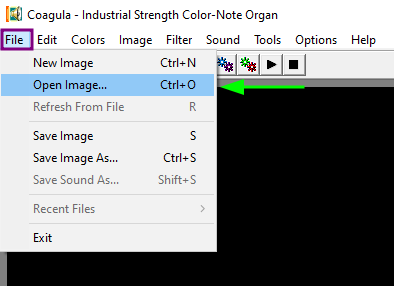 Coagula - Industrial Strength Color-Note Organ
File Edit Colors Image Filter Sound Tools Options Help
New Image Ctrl+N
Open Image... Ctrl+O
Refresh From File R
Save Image S
Save Image As... Ctrl+S
Save Sound As... Shift+S
Recent Files
Exit